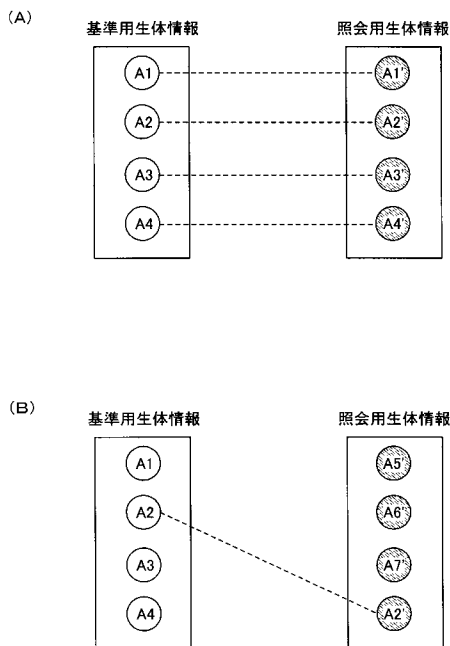 (A)
基準用生体情報 照会用生体情報
A1 A1'
A2 A2'
A3 A3'
A4 A4'
(B)
基準用生体情報 照会用生体情報
A1 A5'
A2 A6'
A3 A7'
A4 A2'